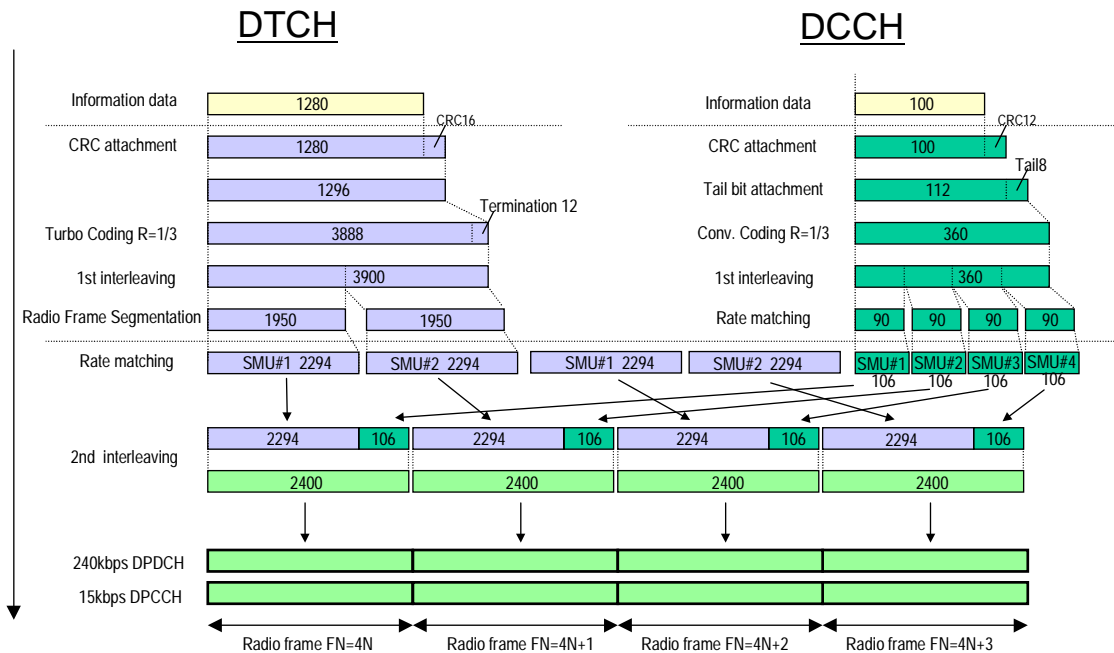 DTCH DCCH
Information data 1280 Information data 100
CRC16 CRC12
CRC attachment 1280 CRC attachment 100
1296 Tail bit attachment 112 Tail8
Termination 12
Turbo Coding R=1/3 3888 Conv. Coding R=1/3 360
1st interleaving 3900 1st interleaving 360
Radio Frame Segmentation 1950 1950 Rate matching 90 90 90 90
Rate matching SMU#1 2294 SMU#2 2294 SMU#1 2294 SMU#2 2294 SMU#1 SMU#2 SMU#3 SMU#4
106 106 106 106
2294 106 2294 106 2294 106 2294 106
2nd interleaving
2400 2400 2400 2400
240kbps DPDCH
15kbps DPCCH
Radio frame FN=4N Radio frame FN=4N+1 Radio frame FN=4N+2 Radio frame FN=4N+3